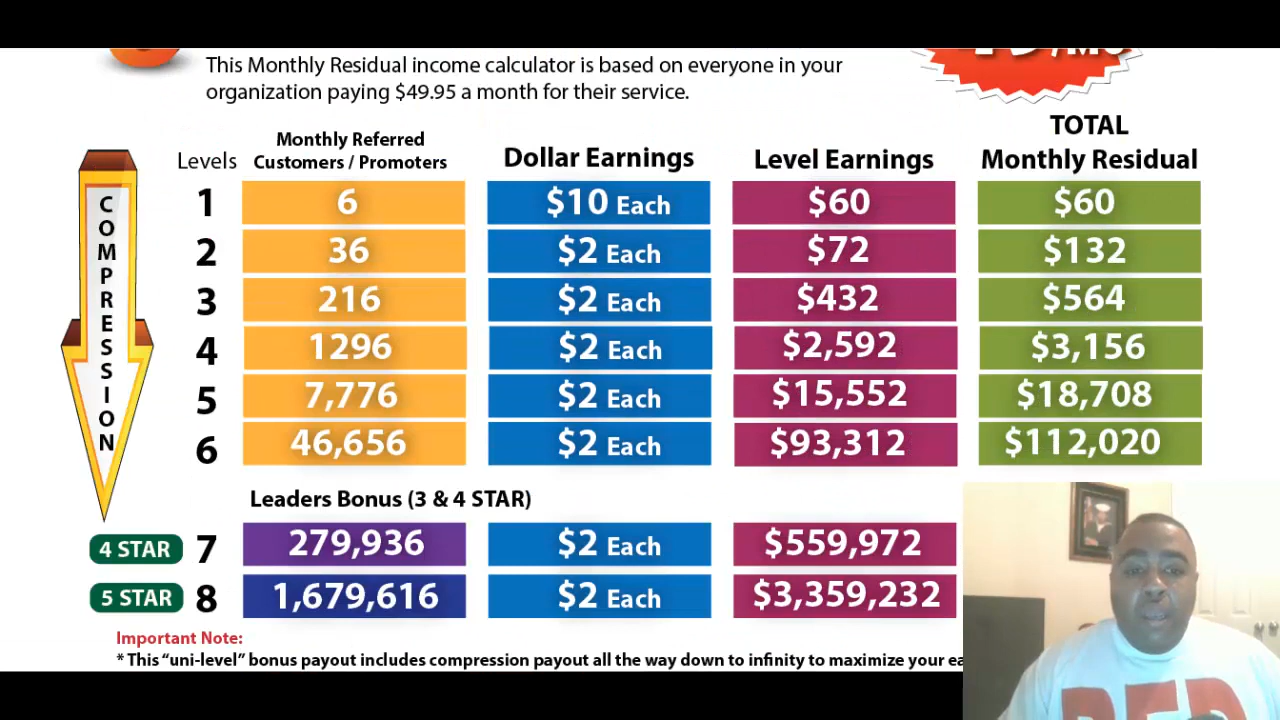 /MO
This Monthly Residual income calculator is based on everyone in your
organization paying $49.95 a month for their service.
Levels
Monthly Referred
Customers / Promoters
Dollar Earnings
Level Earnings
TOTAL
Monthly Residual
COMPRESSION
1 6 $10 Each $60 $60
2 36 $2 Each $72 $132
3 216 $2 Each $432 $564
4 1296 $2 Each $2,592 $3,156
5 7,776 $2 Each $15,552 $18,708
6 46,656 $2 Each $93,312 $112,020
Leaders Bonus (3 & 4 STAR)
4 STAR 7 279,936 $2 Each $559,972
5 STAR 8 1,679,616 $2 Each $3,359,232
Important Note:
* This “uni-level” bonus payout includes compression payout all the way down to infinity to maximize your
RED